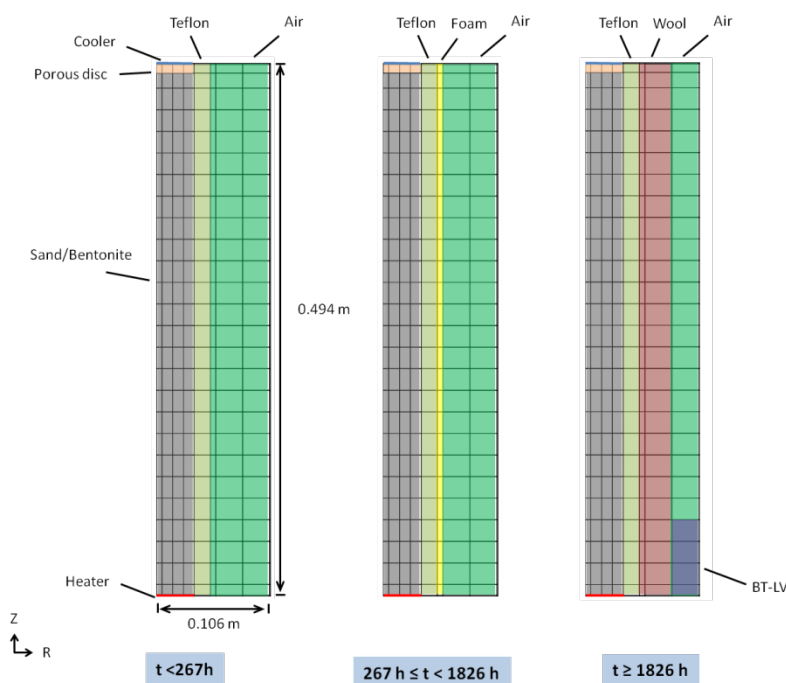 Teflon
Air
Cooler
Porous disc
Sand/Bentonite
0.494 m
Heater
0.106 m
Z
R
t <267h
Teflon
Foam
Air
267 h ≤ t < 1826 h
Teflon
Wool
Air
BT-LV
t ≥ 1826 h